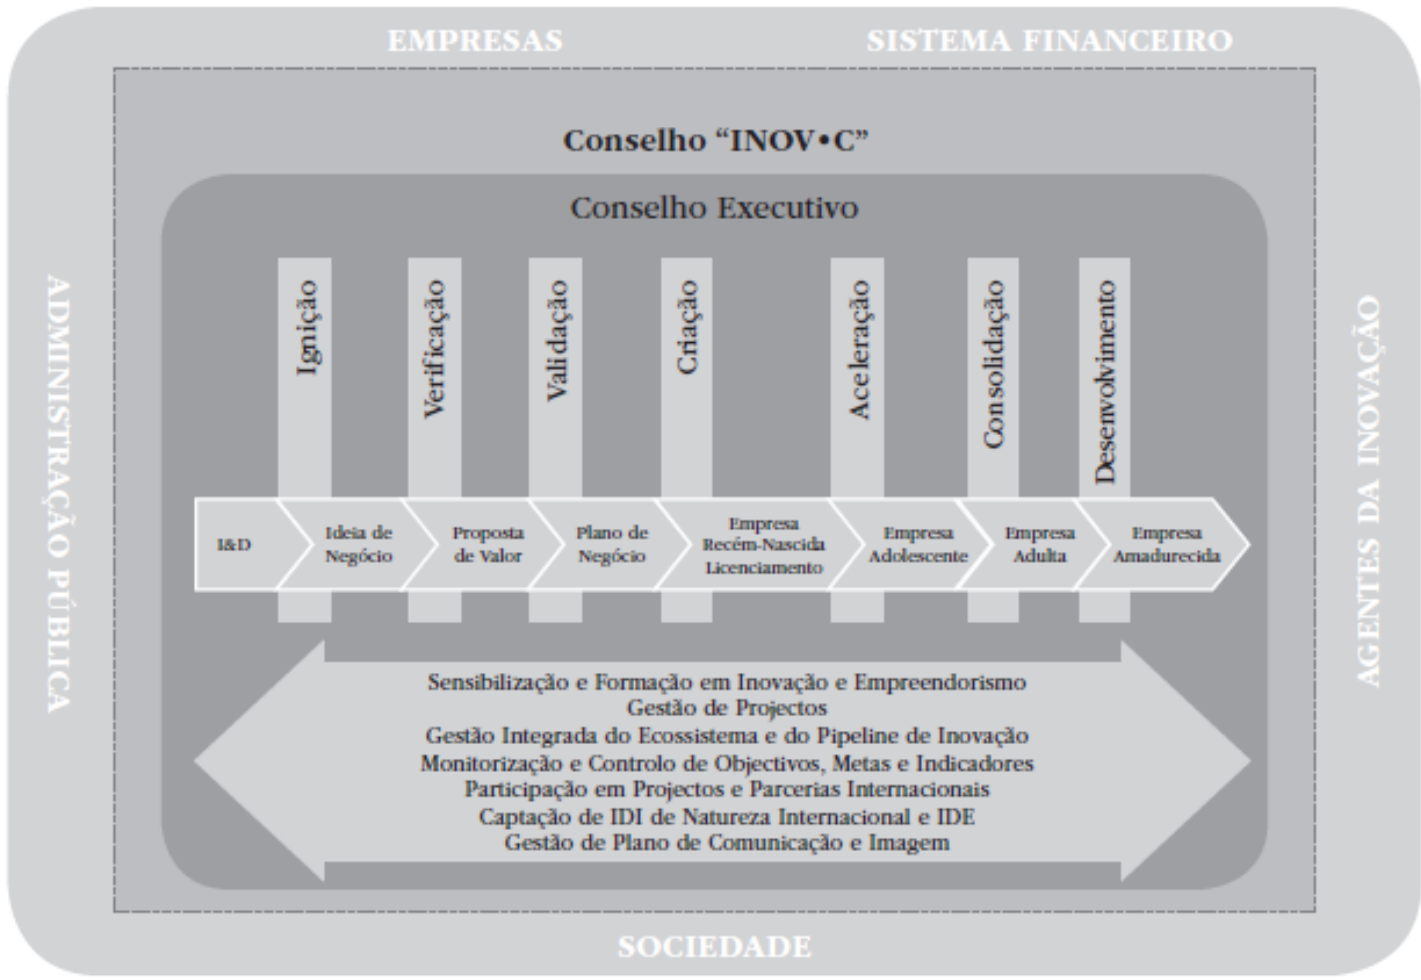 EMPRESAS
SISTEMA FINANCEIRO
Conselho “INOV•C”
Conselho Executivo
ADMINISTRAÇÃO PÚBLICA
AGENTES DA INOVAÇÃO
Ignição
Verificação
Validação
Criação
Aceleração
Consolidação
Desenvolvimento
I&D
Ideia de
Negócio
Proposta
de Valor
Plano de
Negócio
Empresa
Recém-Nascida
Licenciamento
Empresa
Adolescente
Empresa
Adulta
Empresa
Amadurecida
Sensibilização e Formação em Inovação e Empreendorismo
Gestão de Projectos
Gestão Integrada do Ecossistema e do Pipeline de Inovação
Monitorização e Controlo de Objectivos, Metas e Indicadores
Participação em Projectos e Parcerias Internacionais
Captação de IDI de Natureza Internacional e IDE
Gestão de Plano de Comunicação e Imagem
SOCIEDADE